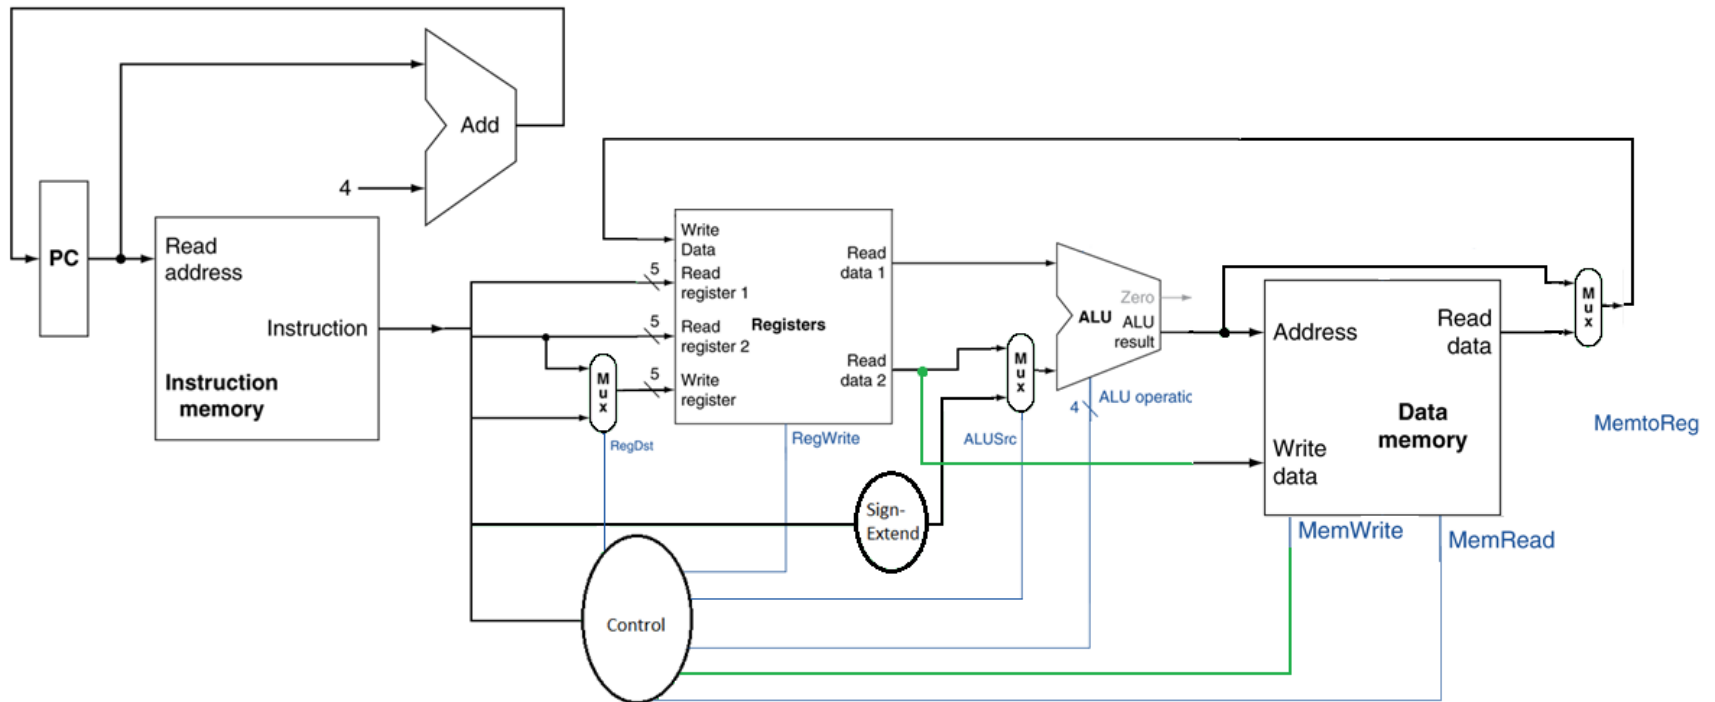 Add
4
PC
Read
address
Instruction
Instruction
memory
Write
Data
5
Read
register 1
5
Read
register 2
5
Write
register
Registers
Read
data 1
Read
data 2
M
u
x
RegDst
RegWrite
M
u
x
ALUSrc
Zero
ALU
ALU
result
4
ALU operatic
Sign-
Extend
Control
Address
Read
data
Data
memory
Write
data
MemWrite
MemRead
M
u
x
MemtoReg